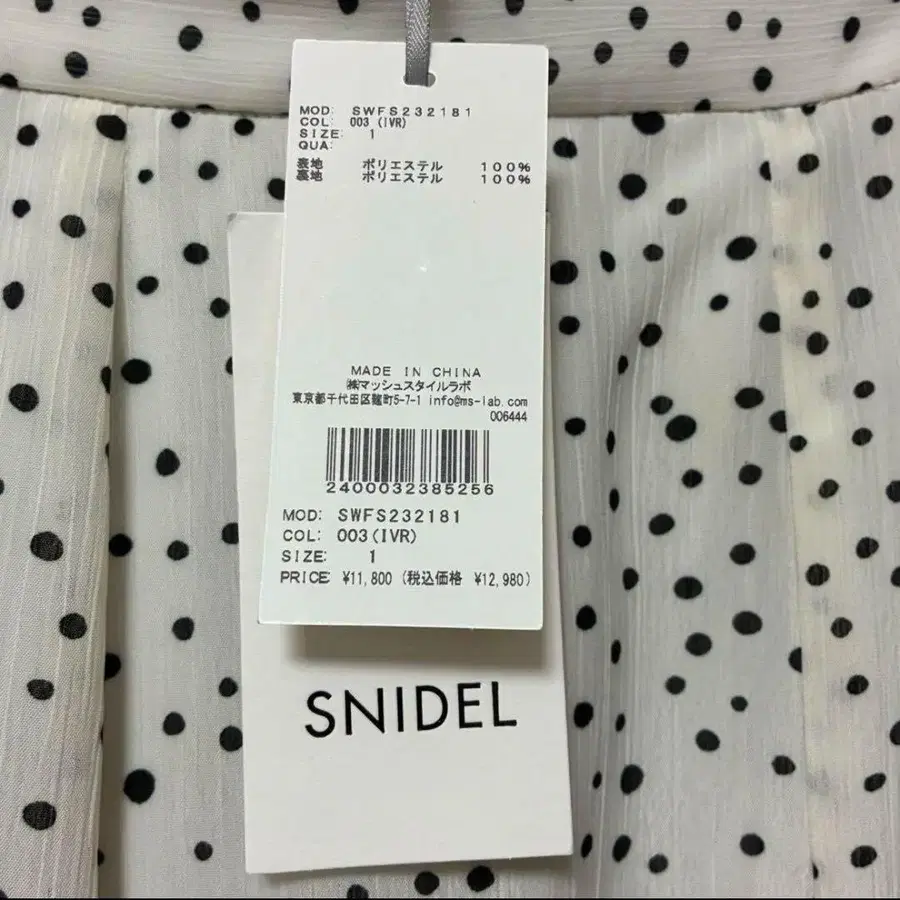 MOD: SWFS232181
COL: 003(IVR)
SIZE: 1
QUA:
表地 ポリエステル 100%
裏地 ポリエステル 100%
MADE IN CHINA
㈱マッシュスタイルラボ
東京都千代田区麹町5-7-1 info@ms-lab.com
006444
2400032385256
MOD: SWFS232181
COL: 003(IVR)
SIZE: 1
PRICE: ¥11,800 (税込価格 ¥12,980)
SNIDEL